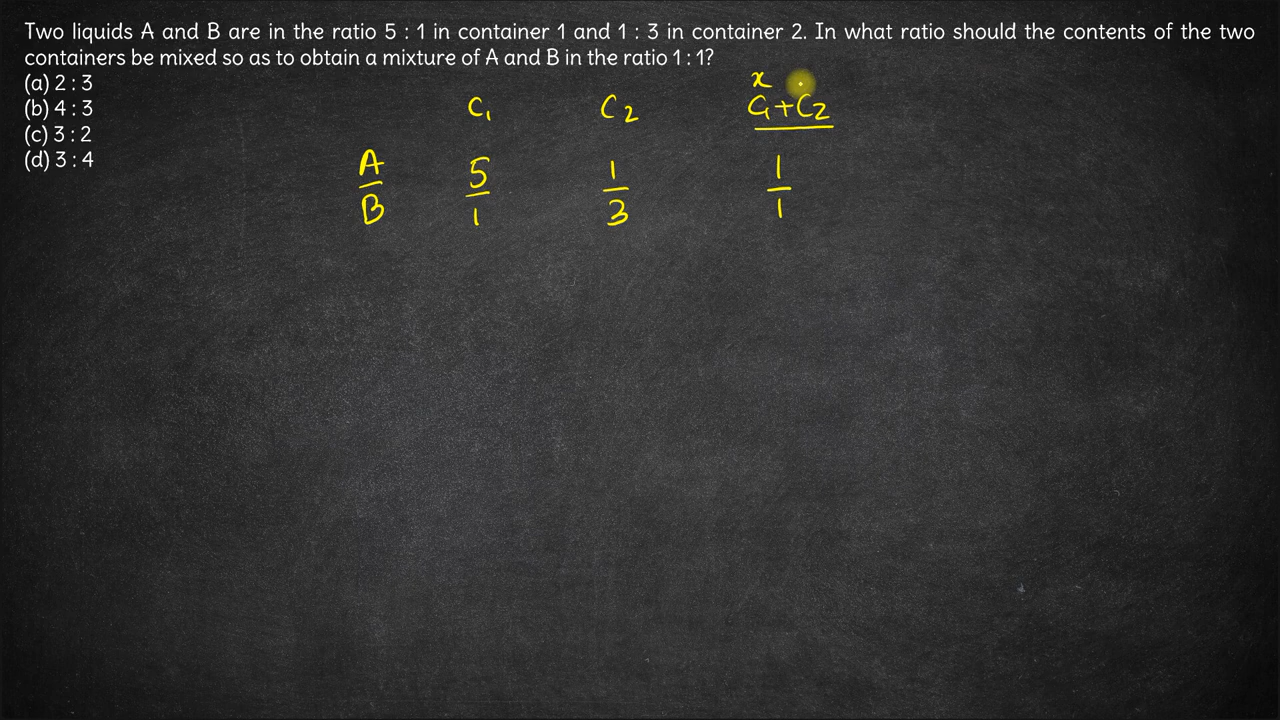 Two liquids A and B are in the ratio 5 : 1 in container 1 and 1 : 3 in container 2. In what ratio should the contents of the two
containers be mixed so as to obtain a mixture of A and B in the ratio 1 : 1?
(a) 2 : 3
(b) 4 : 3
(c) 3 : 2
(d) 3 : 4
x
C₁ C₂ C₁+C₂
A/B 5/1 1/3 1/1